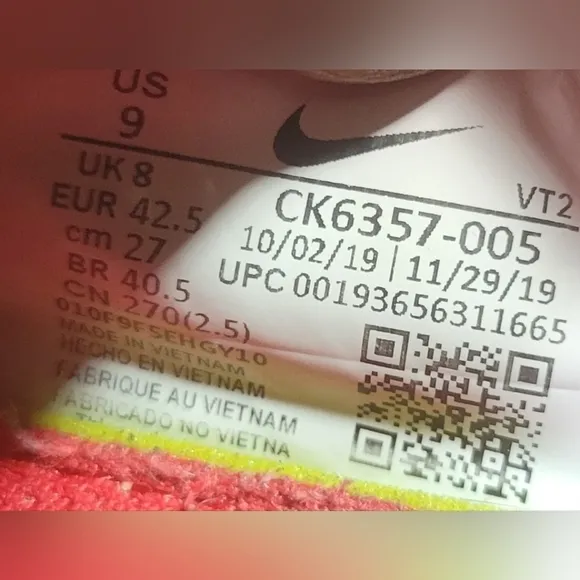 US
9
UK 8
EUR 42.5
cm 27
BR 40.5
CN 270(2.5)
010F9F5EHGY10
MADE IN VIETNAM
HECHO EN VIETNAM
FABRIQUE AU VIETNAM
FABRICADO NO VIETNA
VT2
CK6357-005
10/02/19 | 11/29/19
UPC 00193656311665